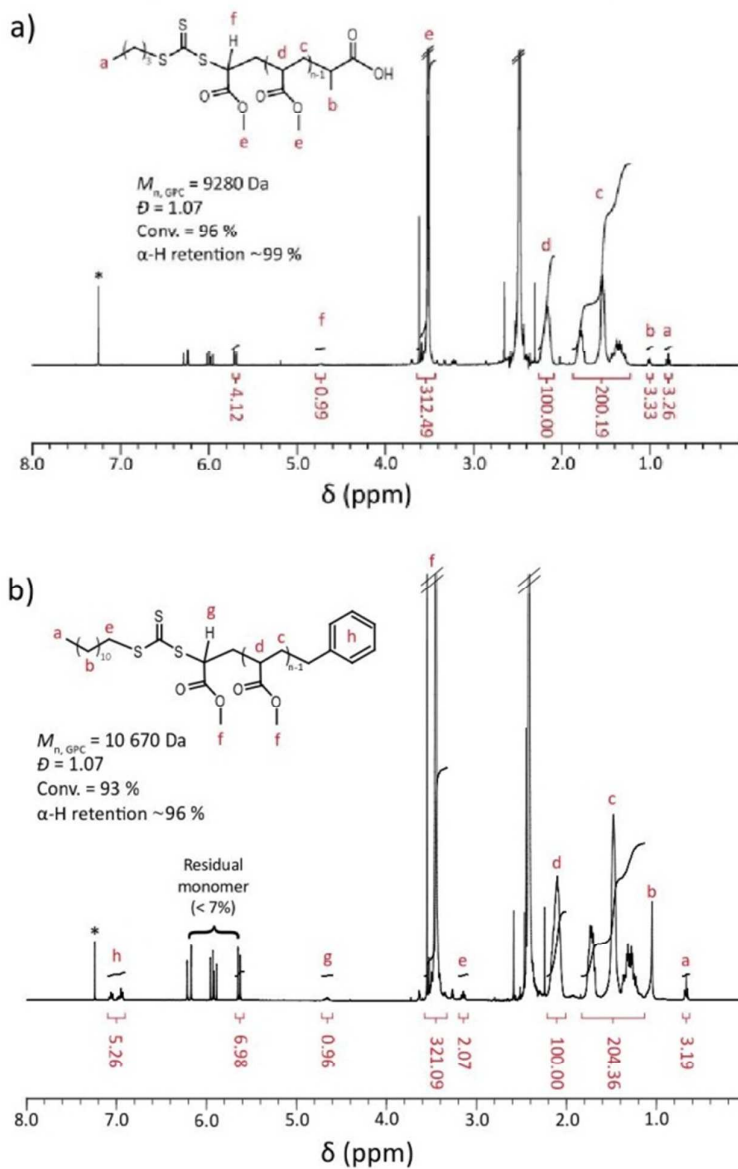 a)
f
e
S
H
d
c
a
3
S
S
n-1
O
OH
b
O
O
O
O
e
e
Mn, GPC = 9280 Da
Đ = 1.07
Conv. = 96 %
α-H retention ~99 %
*
f
d
c
b
a
4.12
0.99
312.49
100.00
200.19
3.33
3.26
8.0 7.0 6.0 5.0 4.0 3.0 2.0 1.0
δ (ppm)
b)
f
g
S
H
d
c
a
e
b
10
S
S
n-1
h
O
O
O
O
f
f
Mn, GPC = 10 670 Da
Đ = 1.07
Conv. = 93 %
α-H retention ~96 %
Residual
monomer
(< 7%)
*
h
g
e
d
c
b
a
5.26
6.98
0.96
321.09
2.07
100.00
204.36
3.19
8.0 7.0 6.0 5.0 4.0 3.0 2.0 1.0
δ (ppm)